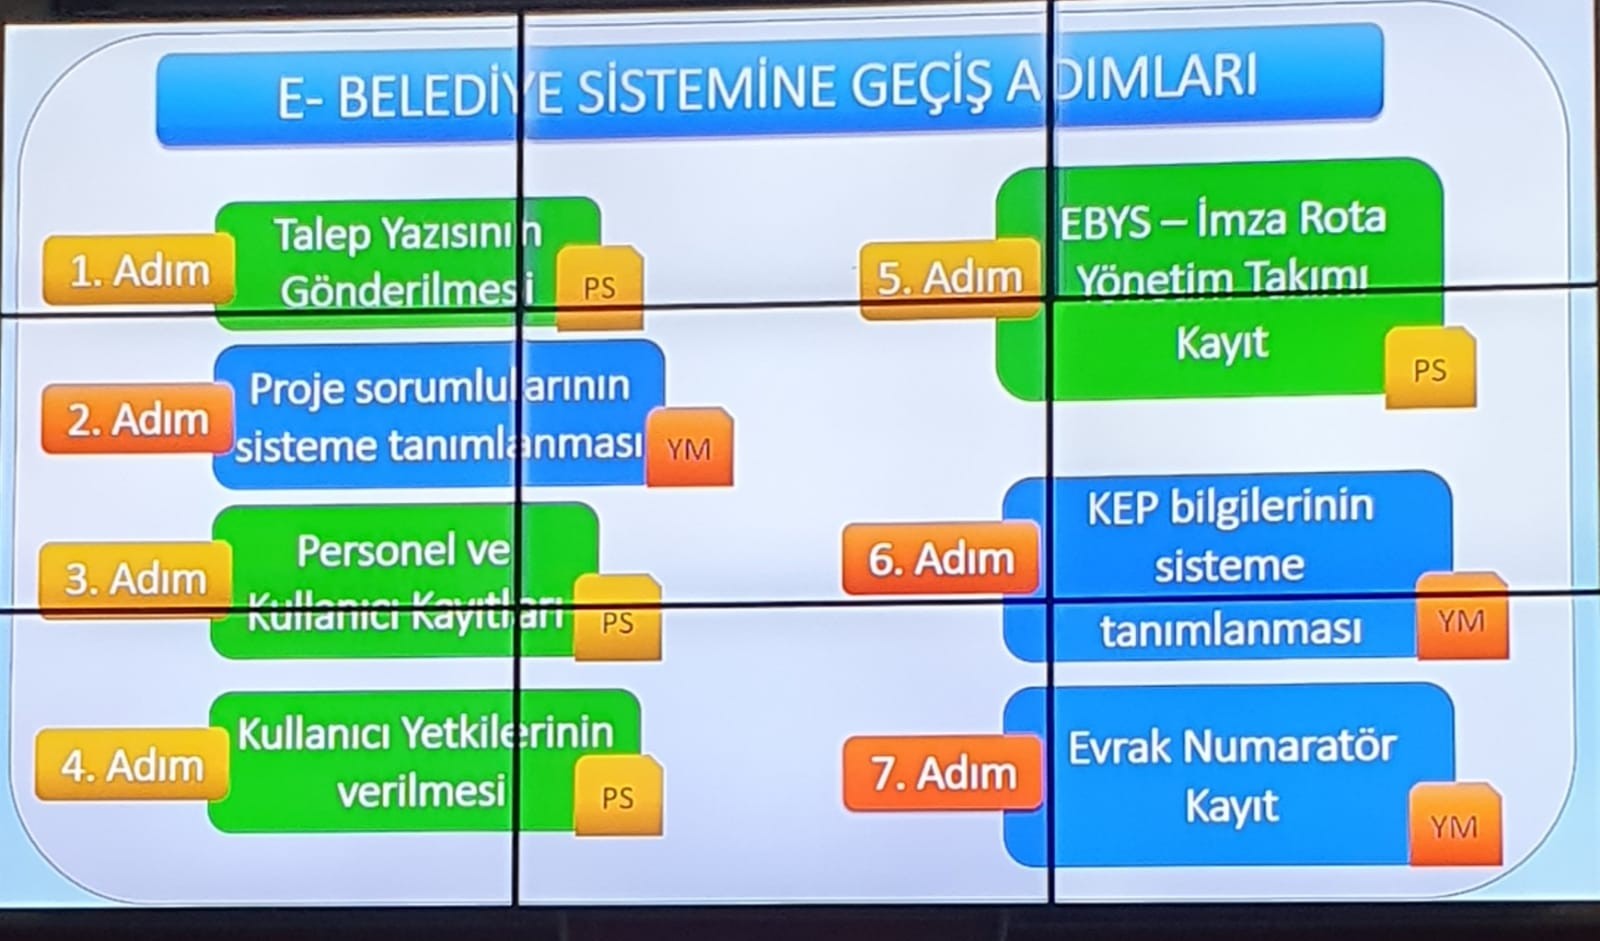 E- BELEDİYE SİSTEMİNE GEÇİŞ ADIMLARI
1. Adım
Talep Yazısının
Gönderilmesi
PS
2. Adım
Proje sorumlularının
sisteme tanımlanması
YM
3. Adım
Personel ve
Kullanıcı Kayıtları
PS
4. Adım
Kullanıcı Yetkilerinin
verilmesi
PS
5. Adım
EBYS – İmza Rota
Yönetim Takımı
Kayıt
PS
6. Adım
KEP bilgilerinin
sisteme
tanımlanması
YM
7. Adım
Evrak Numaratör
Kayıt
YM